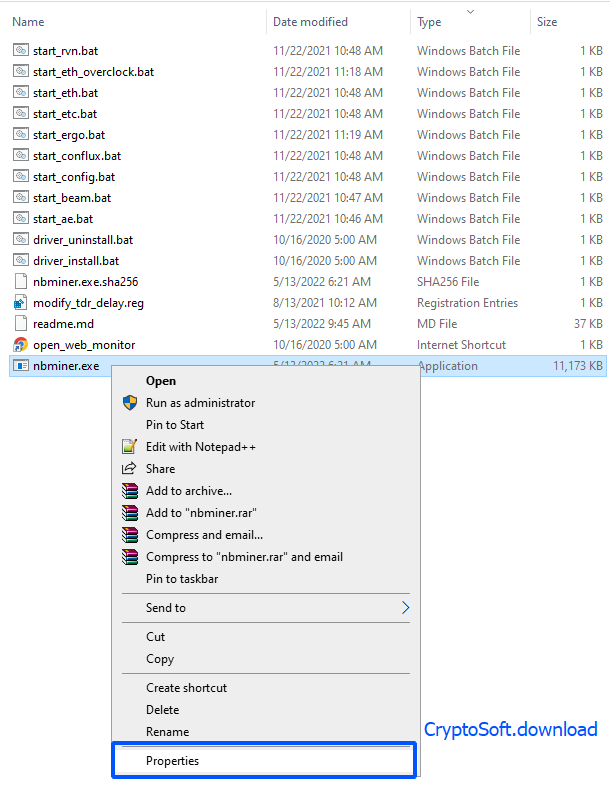 Name Date modified Type Size
start_rvn.bat 11/22/2021 10:48 AM Windows Batch File 1 KB
start_eth_overclock.bat 11/22/2021 11:18 AM Windows Batch File 1 KB
start_eth.bat 11/22/2021 10:48 AM Windows Batch File 1 KB
start_etc.bat 11/22/2021 10:48 AM Windows Batch File 1 KB
start_ergo.bat 11/22/2021 11:19 AM Windows Batch File 1 KB
start_conflux.bat 11/22/2021 10:48 AM Windows Batch File 1 KB
start_config.bat 11/22/2021 10:48 AM Windows Batch File 1 KB
start_beam.bat 11/22/2021 10:47 AM Windows Batch File 1 KB
start_ae.bat 11/22/2021 10:46 AM Windows Batch File 1 KB
driver_uninstall.bat 10/16/2020 5:00 AM Windows Batch File 1 KB
driver_install.bat 10/16/2020 5:00 AM Windows Batch File 1 KB
nbminer.exe.sha256 5/13/2022 6:21 AM SHA256 File 1 KB
modify_tdr_delay.reg 8/13/2021 10:12 AM Registration Entries 1 KB
readme.md 5/13/2022 9:45 AM MD File 37 KB
open_web_monitor 10/16/2020 5:00 AM Internet Shortcut 1 KB
nbminer.exe Application 11,173 KB
Open
Run as administrator
Pin to Start
Edit with Notepad++
Share
Add to archive...
Add to "nbminer.rar"
Compress and email...
Compress to "nbminer.rar" and email
Pin to taskbar
Send to
Cut
Copy
Create shortcut
Delete
Rename
CryptoSoft.download
Properties